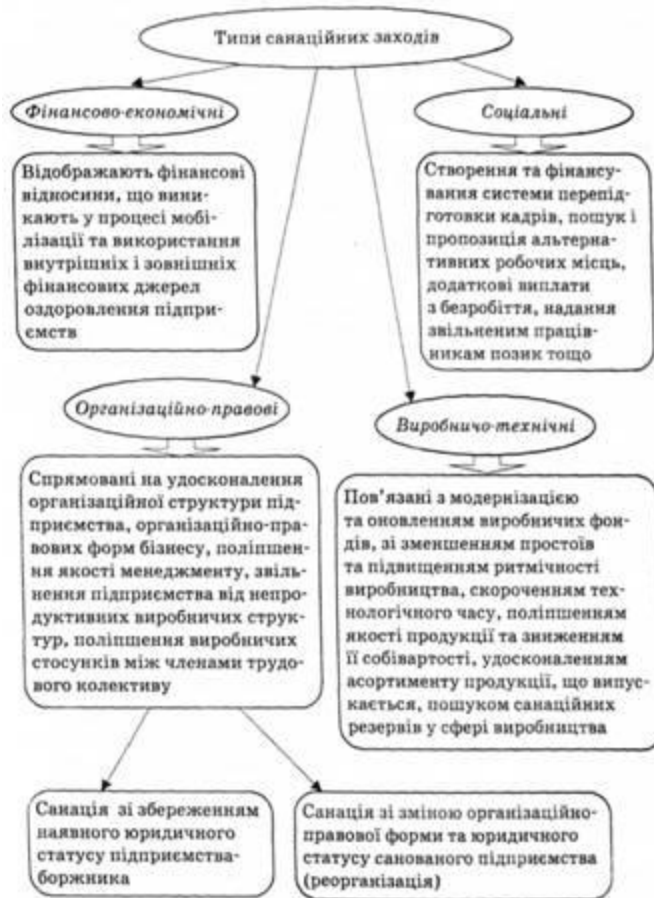 Типи санаційних заходів
Фінансово-економічні
Соціальні
Відображають фінансові
відносини, що вини-
кають у процесі мобі-
лізації та використання
внутрішніх і зовнішніх
фінансових джерел
оздоровлення підпри-
ємств
Створення та фінансу-
вання системи перепід-
готовки кадрів, пошук і
пропозиція альтерна-
тивних робочих місць,
додаткові виплати
з безробіття, надання
звільненим праців-
никам позик тощо
Організаційно-правові
Виробничо-технічні
Спрямовані на удосконалення
організаційної структури під-
приємства, організаційно-пра-
вових форм бізнесу, поліпшен-
ня якості менеджменту, звіль-
нення підприємства від непро-
дуктивних виробничих струк-
тур, поліпшення виробничих
стосунків між членами трудо-
вого колективу
Пов’язані з модернізацією
та оновленням виробничих фон-
дів, зі зменшенням простоїв
та підвищенням ритмічності
виробництва, скороченням тех-
нологічного часу, поліпшенням
якості продукції та зниженням
її собівартості, удосконаленням
асортименту продукції, що випус-
кається, пошуком санаційних
резервів у сфері виробництва
Санація зі збереженням
наявного юридичного
статусу підприємства-
боржника
Санація зі зміною організаційно-
правової форми та юридичного
статусу санованого підприємства
(реорганізація)